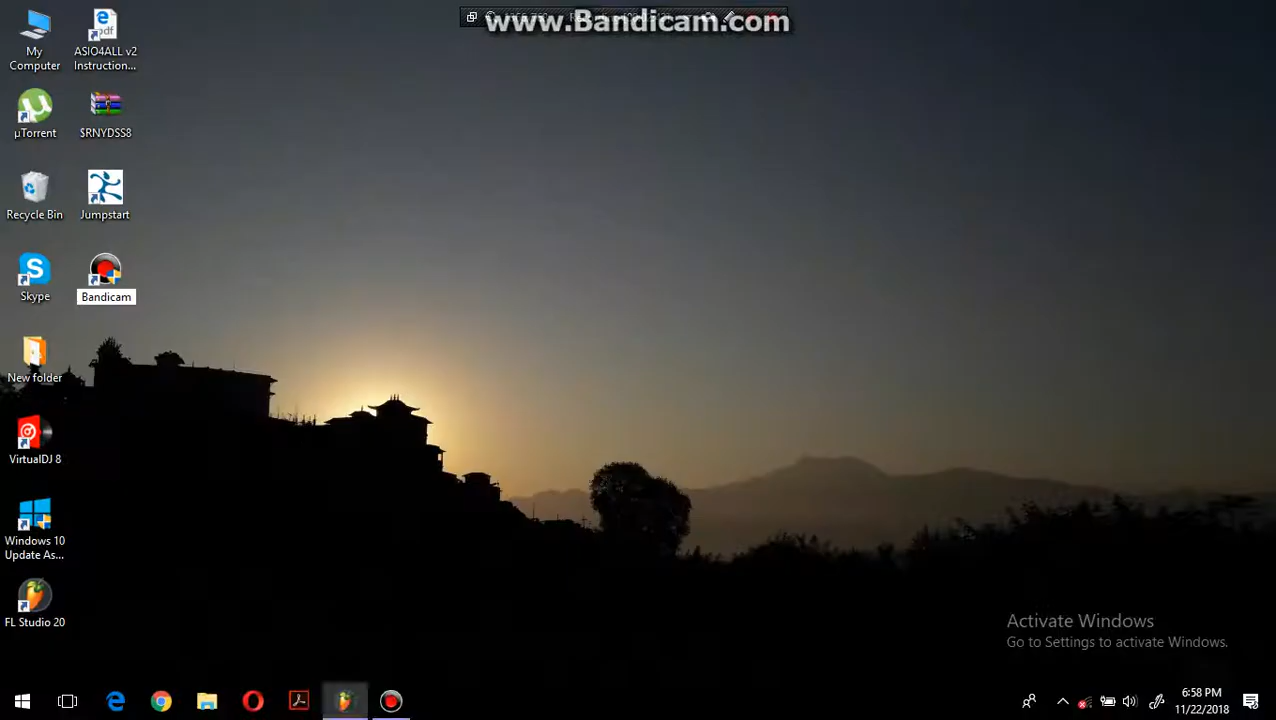 www.Bandicam.com
My
Computer
ASIO4ALL v2
Instruction...
µTorrent
$RNYDSS8
Recycle Bin
Jumpstart
Skype
Bandicam
New folder
VirtualDJ 8
Windows 10
Update As...
FL Studio 20
Activate Windows
Go to Settings to activate Windows.
6:58 PM
11/22/2018